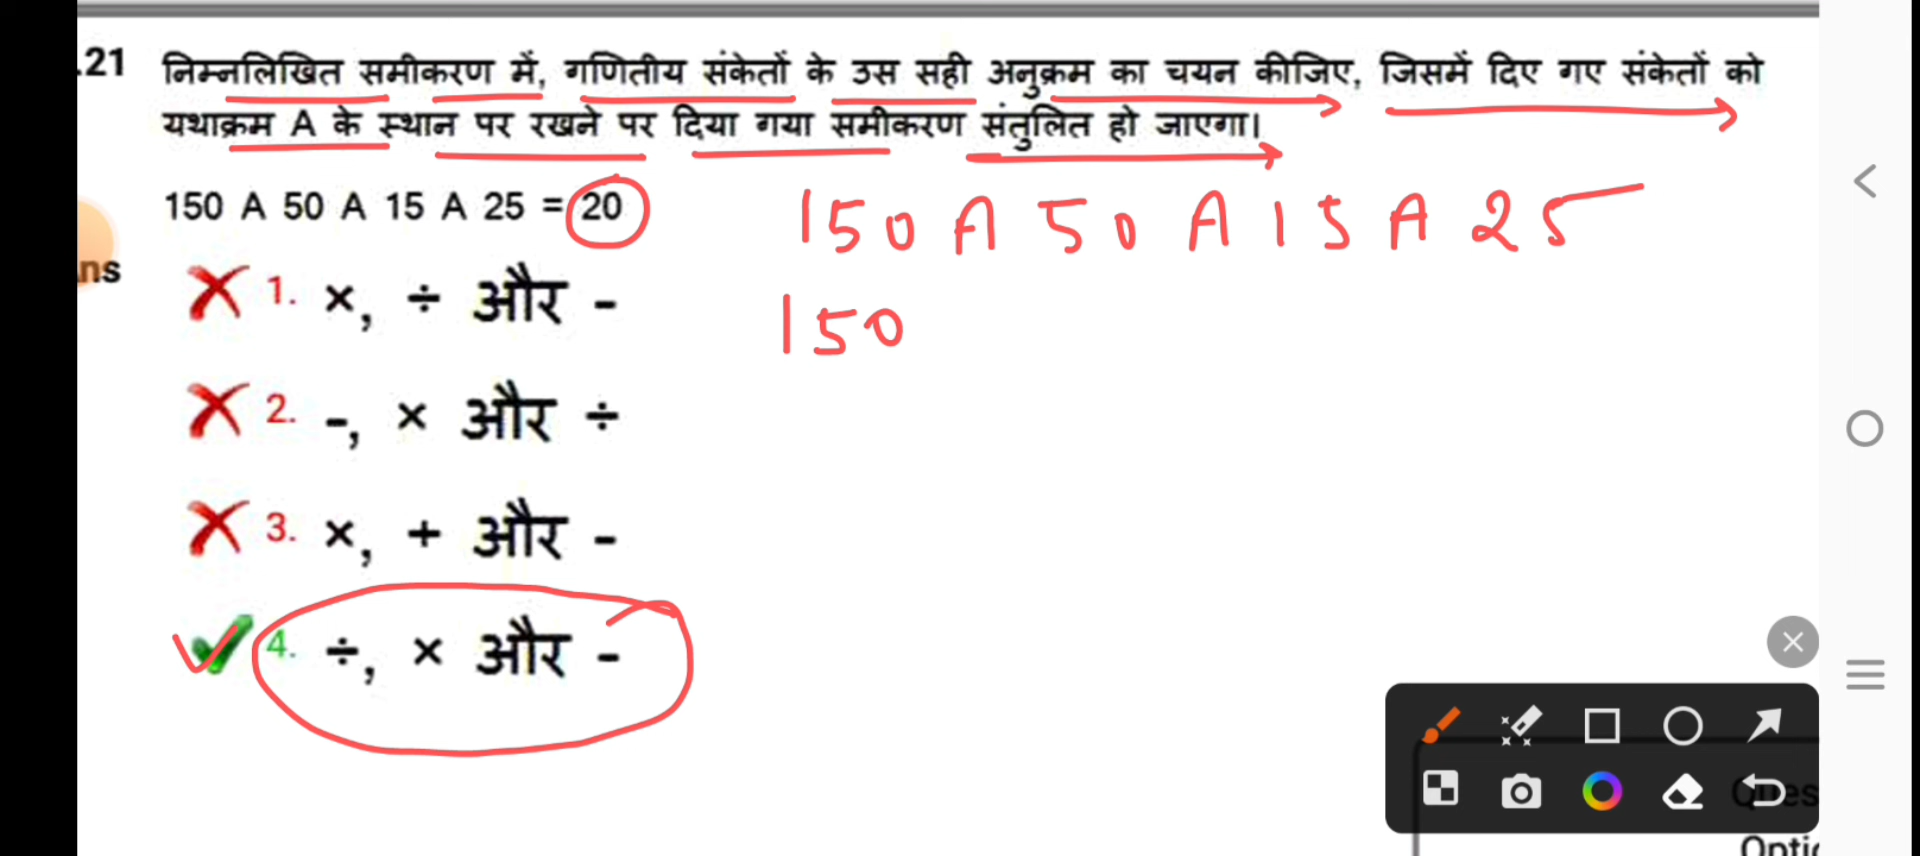 .21 निम्नलिखित समीकरण में, गणितीय संकेतों के उस सही अनुक्रम का चयन कीजिए, जिसमें दिए गए संकेतों को
यथाक्रम A के स्थान पर रखने पर दिया गया समीकरण संतुलित हो जाएगा।
150 A 50 A 15 A 25 = 20
150 A 50 A 15 A 25
150
ns
1. ×, ÷ और -
2. -, × और ÷
3. ×, + और -
4. ÷, × और -